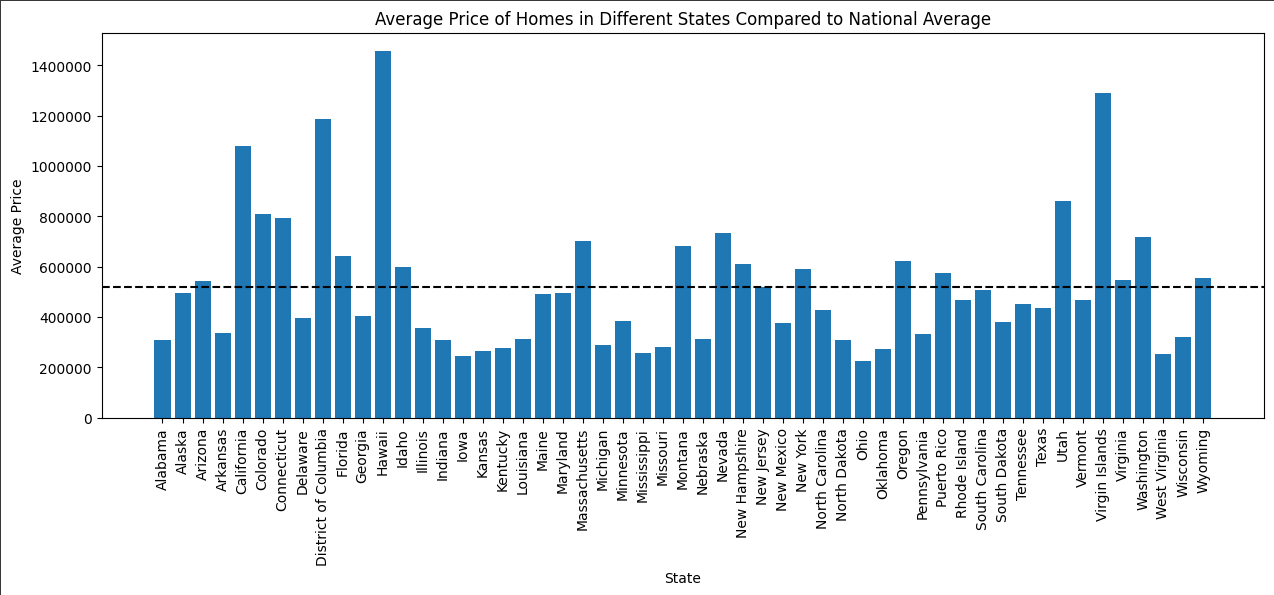 Average Price of Homes in Different States Compared to National Average
Average Price
1400000
1200000
1000000
800000
600000
400000
200000
0
Alabama
Alaska
Arizona
Arkansas
California
Colorado
Connecticut
Delaware
District of Columbia
Florida
Georgia
Hawaii
Idaho
Illinois
Indiana
Iowa
Kansas
Kentucky
Louisiana
Maine
Maryland
Massachusetts
Michigan
Minnesota
Mississippi
Missouri
Montana
Nebraska
Nevada
New Hampshire
New Jersey
New Mexico
New York
North Carolina
North Dakota
Ohio
Oklahoma
Oregon
Pennsylvania
Puerto Rico
Rhode Island
South Carolina
South Dakota
Tennessee
Texas
Utah
Vermont
Virgin Islands
Virginia
Washington
West Virginia
Wisconsin
Wyoming
State